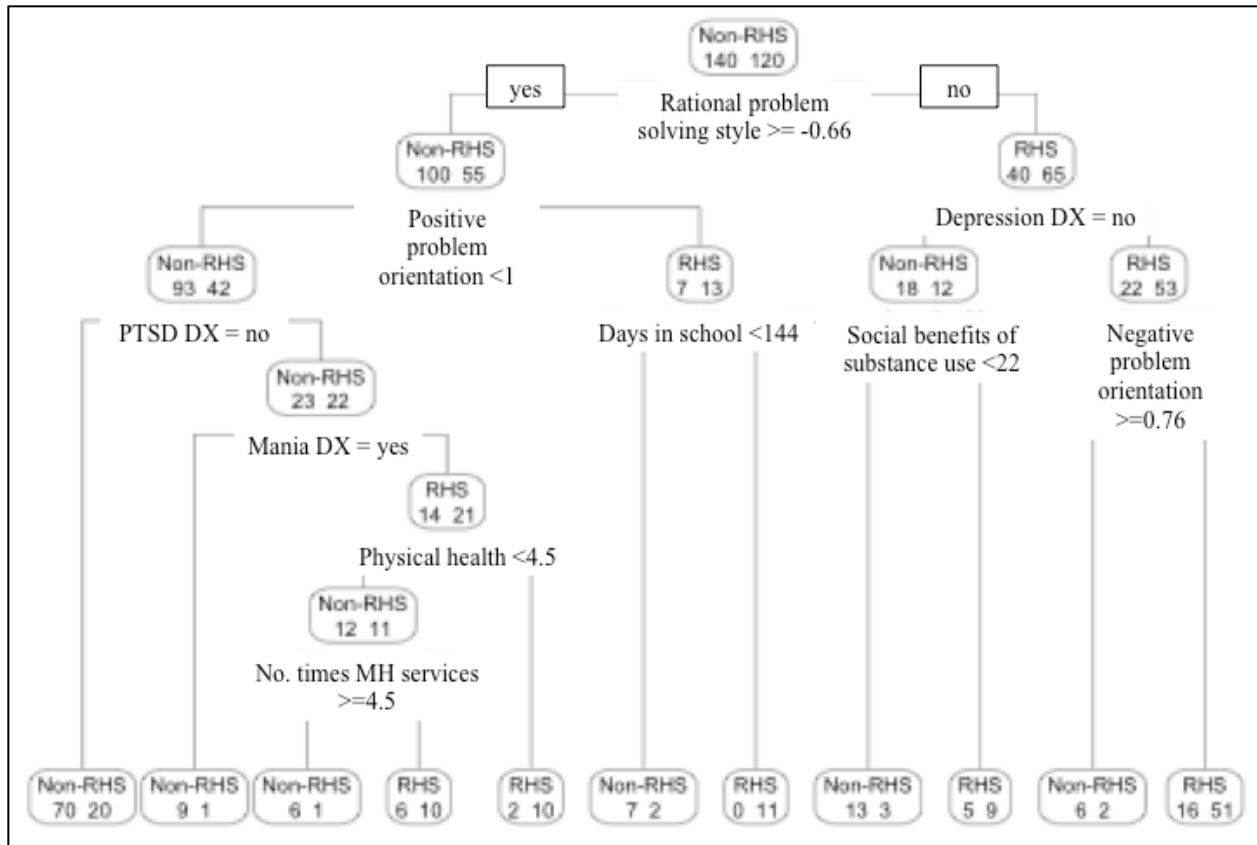 Non-RHS
140 120
yes
no
Rational problem
solving style >= -0.66
Non-RHS
100 55
RHS
40 65
Positive
problem
orientation <1
Depression DX = no
Non-RHS
93 42
RHS
7 13
Non-RHS
18 12
RHS
22 53
PTSD DX = no
Days in school <144
Social benefits of
substance use <22
Negative
problem
orientation
>=0.76
Non-RHS
23 22
Mania DX = yes
RHS
14 21
Physical health <4.5
Non-RHS
12 11
No. times MH services
>=4.5
Non-RHS
70 20
Non-RHS
9 1
Non-RHS
6 1
RHS
6 10
RHS
2 10
Non-RHS
7 2
RHS
0 11
Non-RHS
13 3
RHS
5 9
Non-RHS
6 2
RHS
16 51